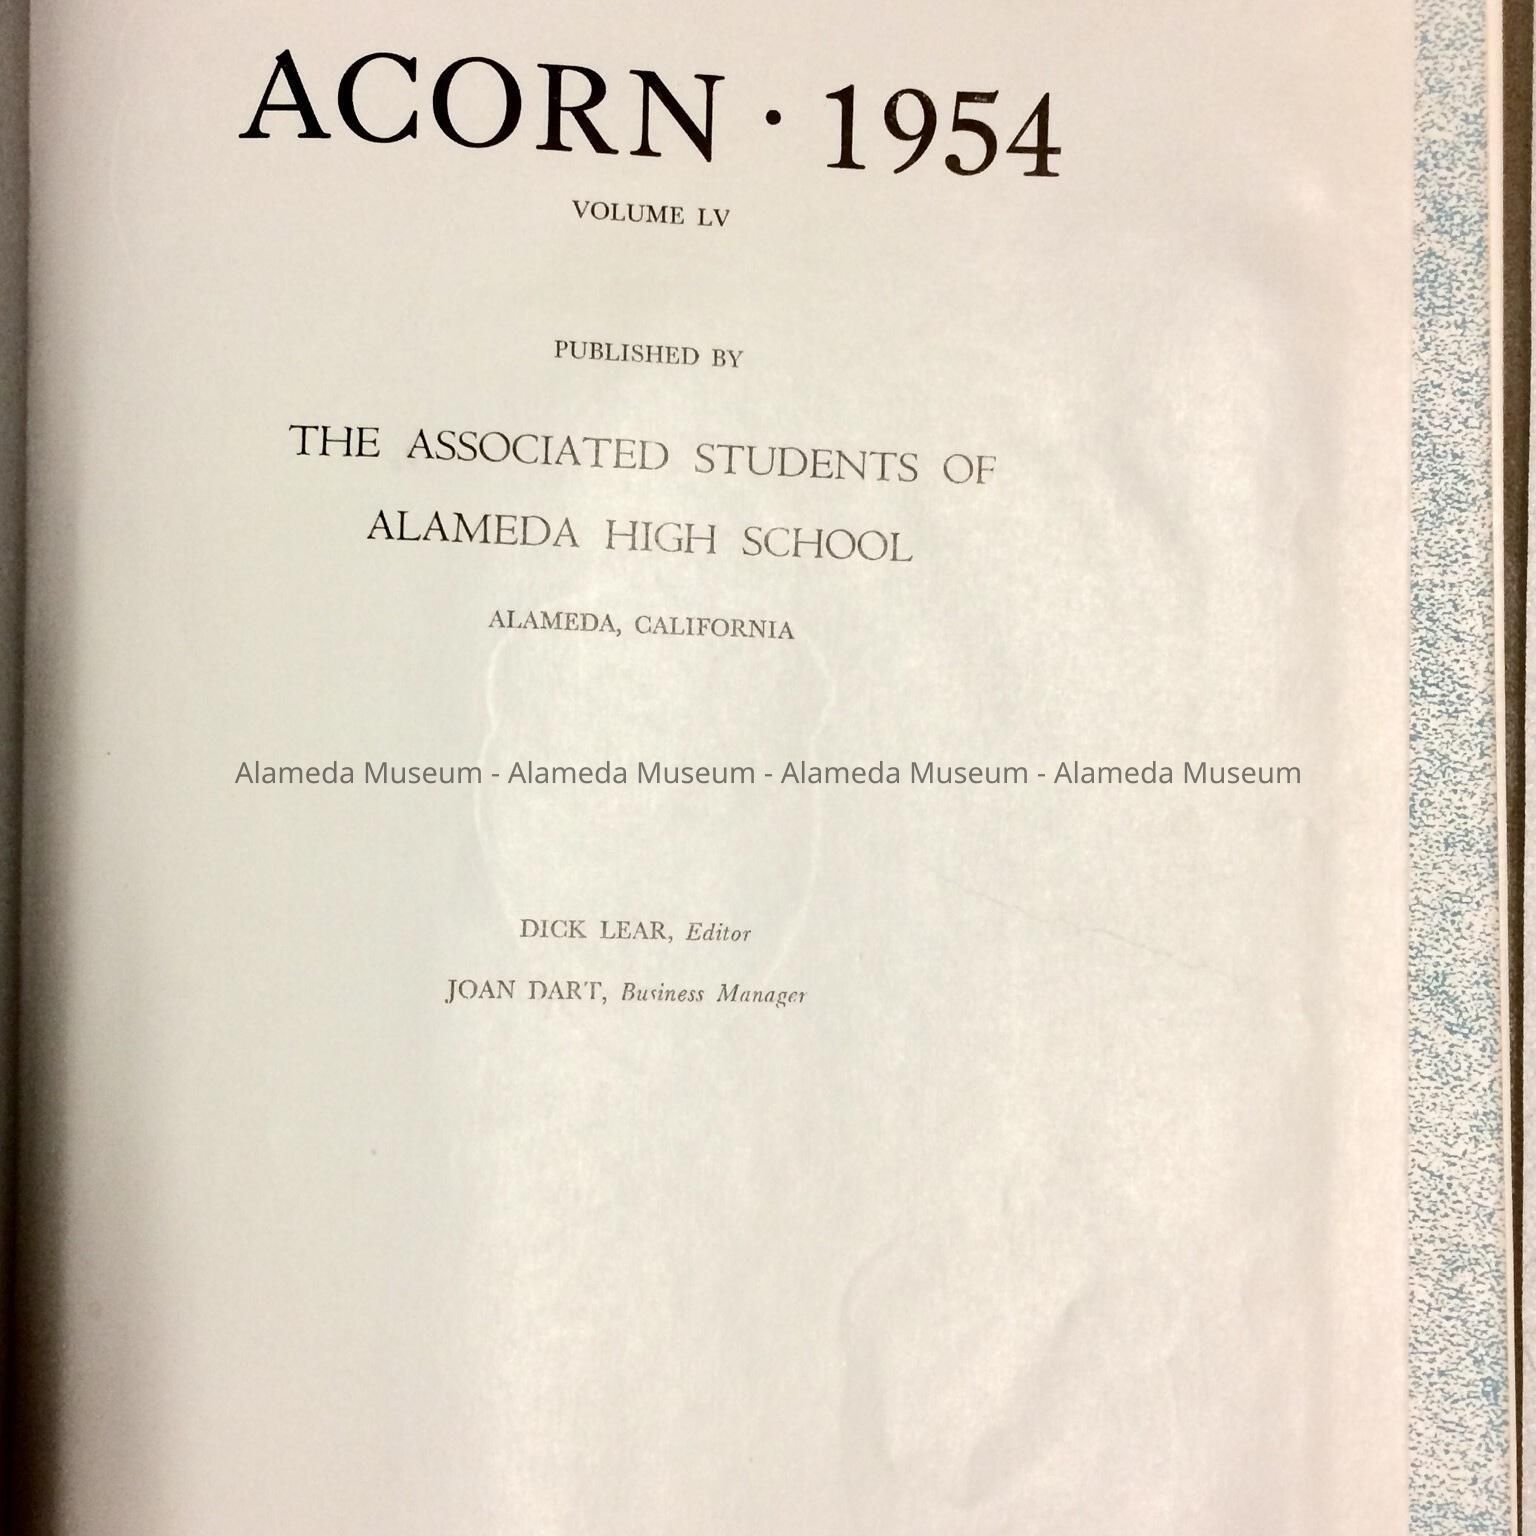 ACORN · 1954
VOLUME LV
PUBLISHED BY
THE ASSOCIATED STUDENTS OF
ALAMEDA HIGH SCHOOL
ALAMEDA, CALIFORNIA
Alameda Museum - Alameda Museum - Alameda Museum - Alameda Museum
DICK LEAR, Editor
JOAN DART, Business Manager